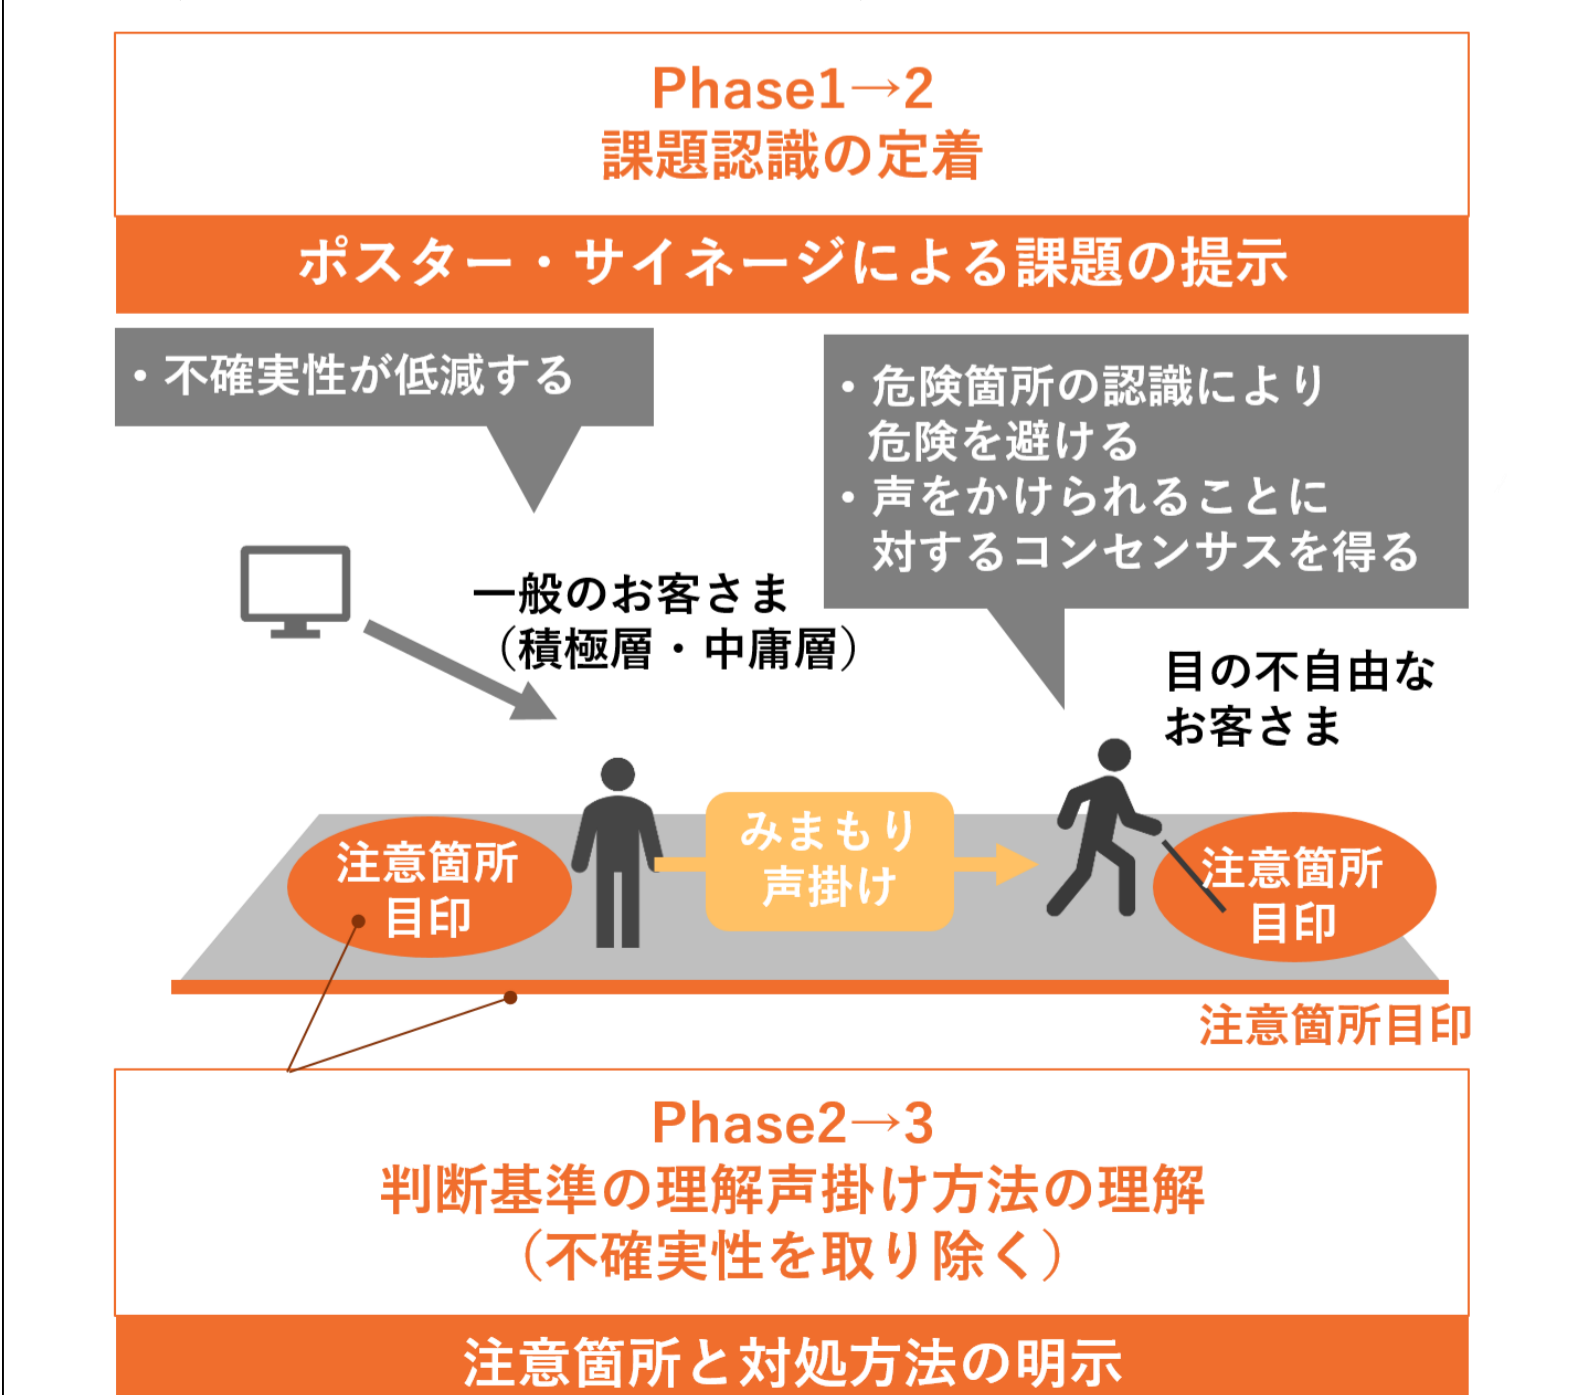 Phase1→2
課題認識の定着
ポスター・サイネージによる課題の提示
・不確実性が低減する
・危険箇所の認識により
危険を避ける
・声をかけられることに
対するコンセンサスを得る
一般のお客さま
（積極層・中庸層）
目の不自由な
お客さま
注意箇所
目印
みまもり
声掛け
注意箇所
目印
注意箇所目印
Phase2→3
判断基準の理解声掛け方法の理解
（不確実性を取り除く）
注意箇所と対処方法の明示